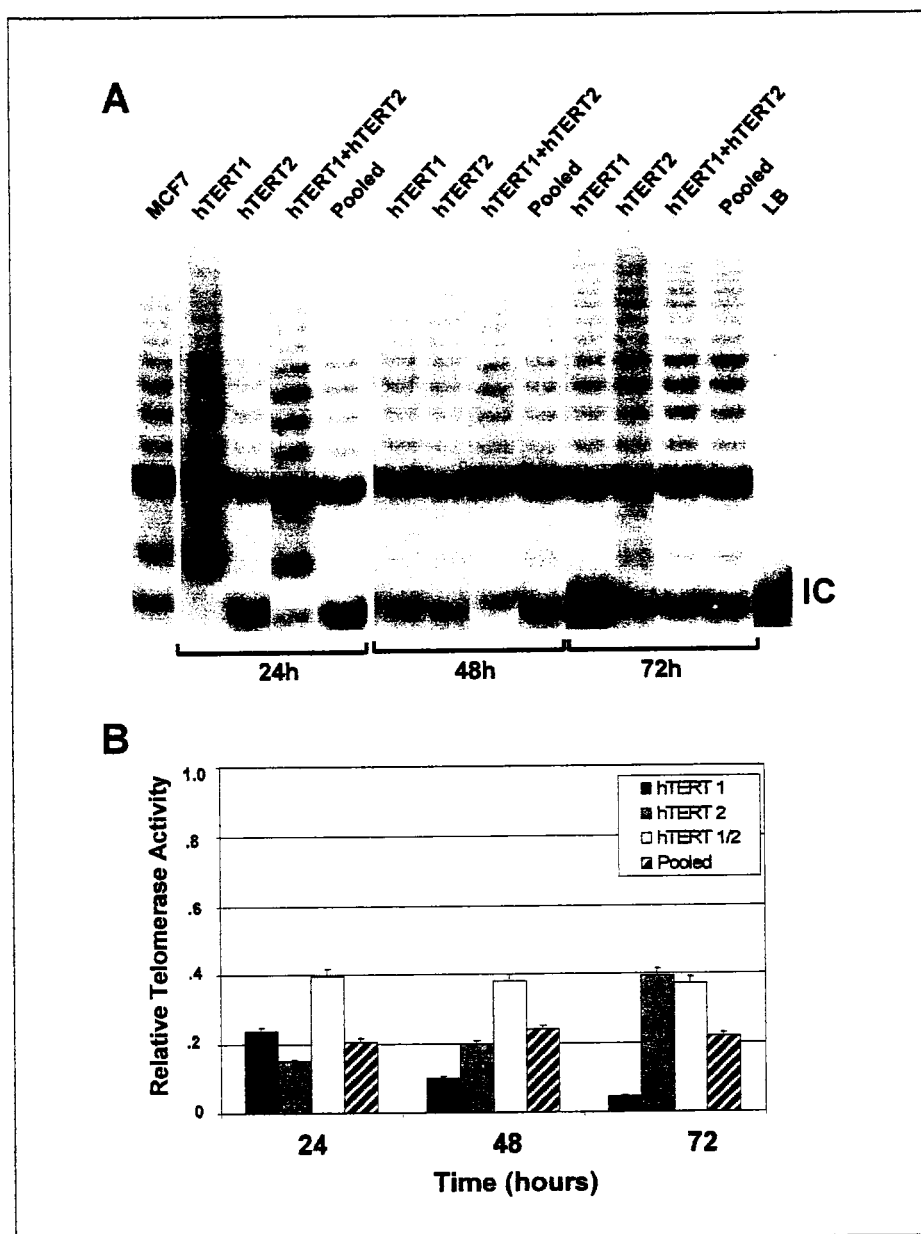 A
MCF7
hTERT1
hTERT2
hTERT1+hTERT2
Pooled
hTERT1
hTERT2
hTERT1+hTERT2
Pooled
hTERT1
hTERT2
hTERT1+hTERT2
Pooled
LB
IC
24h
48h
72h
B
Relative Telomerase Activity
1.0
.8
.6
.4
.2
0
hTERT 1
hTERT 2
hTERT 1/2
Pooled
24
48
72
Time (hours)